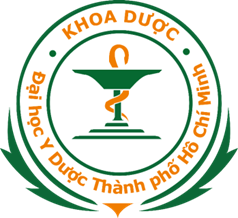 KHOA DƯỢC
Đại học Y Dược Thành phố Hồ Chí Minh